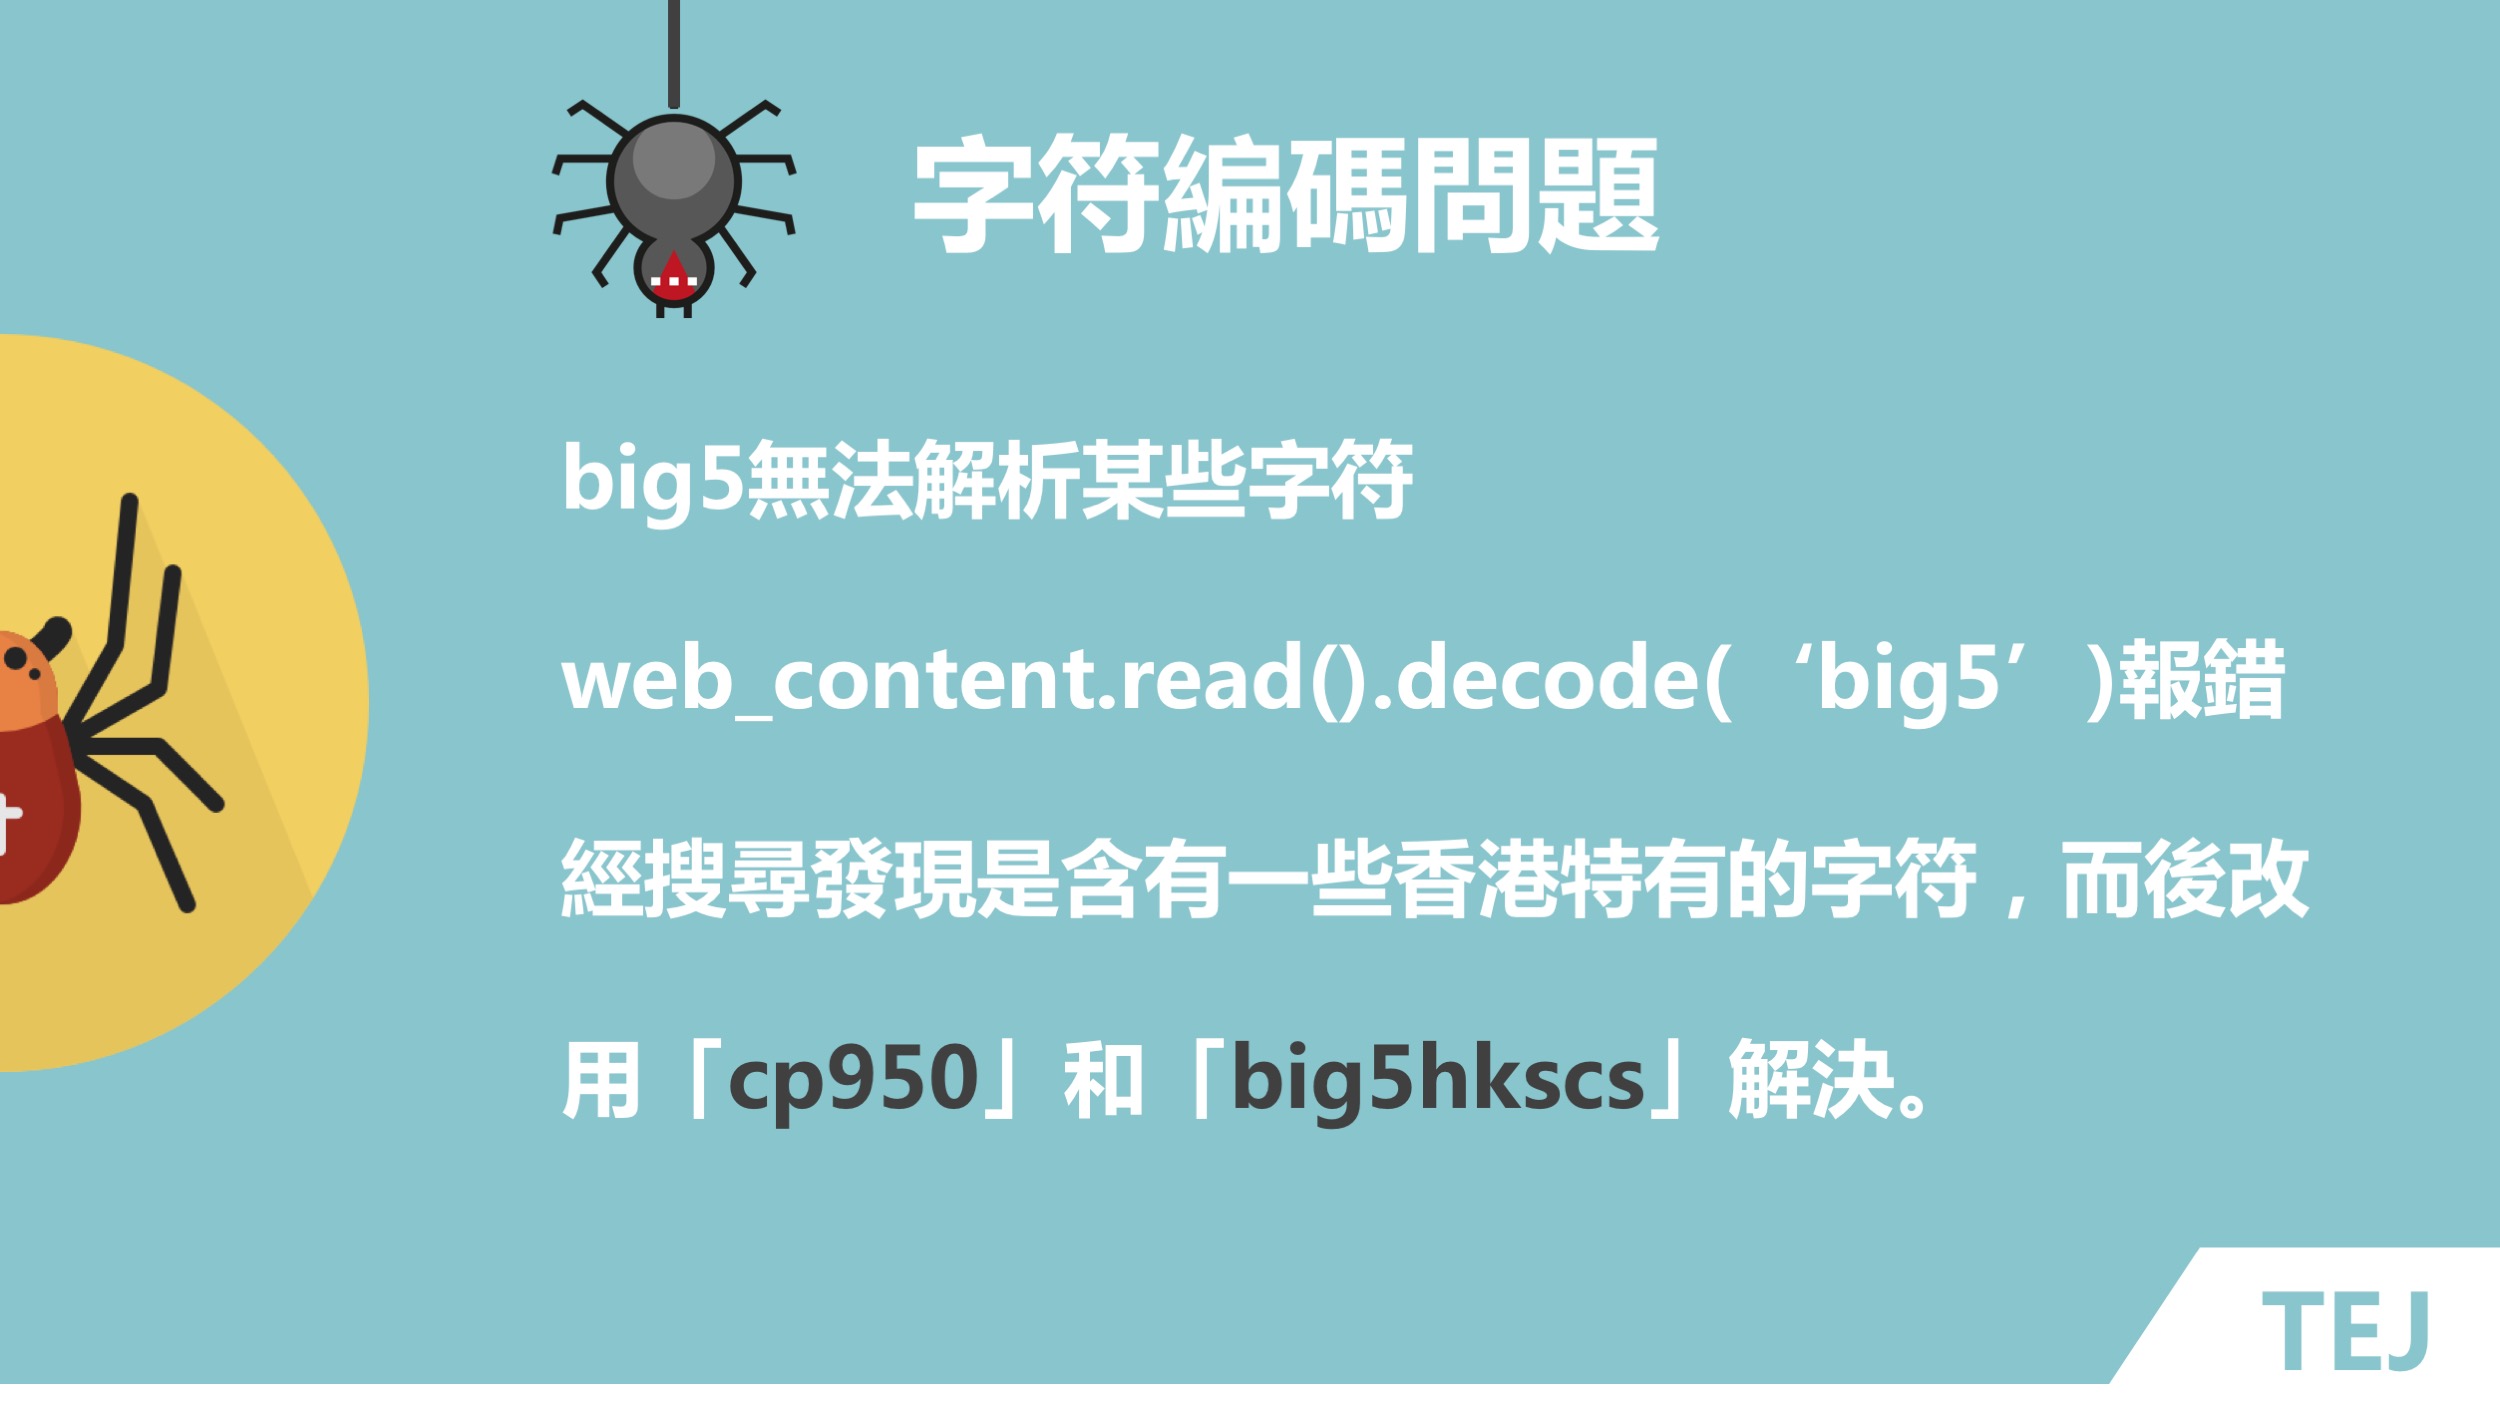 字符編碼問題
big5無法解析某些字符
web_content.read().decode( ‘big5’ )報錯
經搜尋發現是含有一些香港特有的字符，而後改
用「cp950」和「big5hkscs」解決。
TEJ